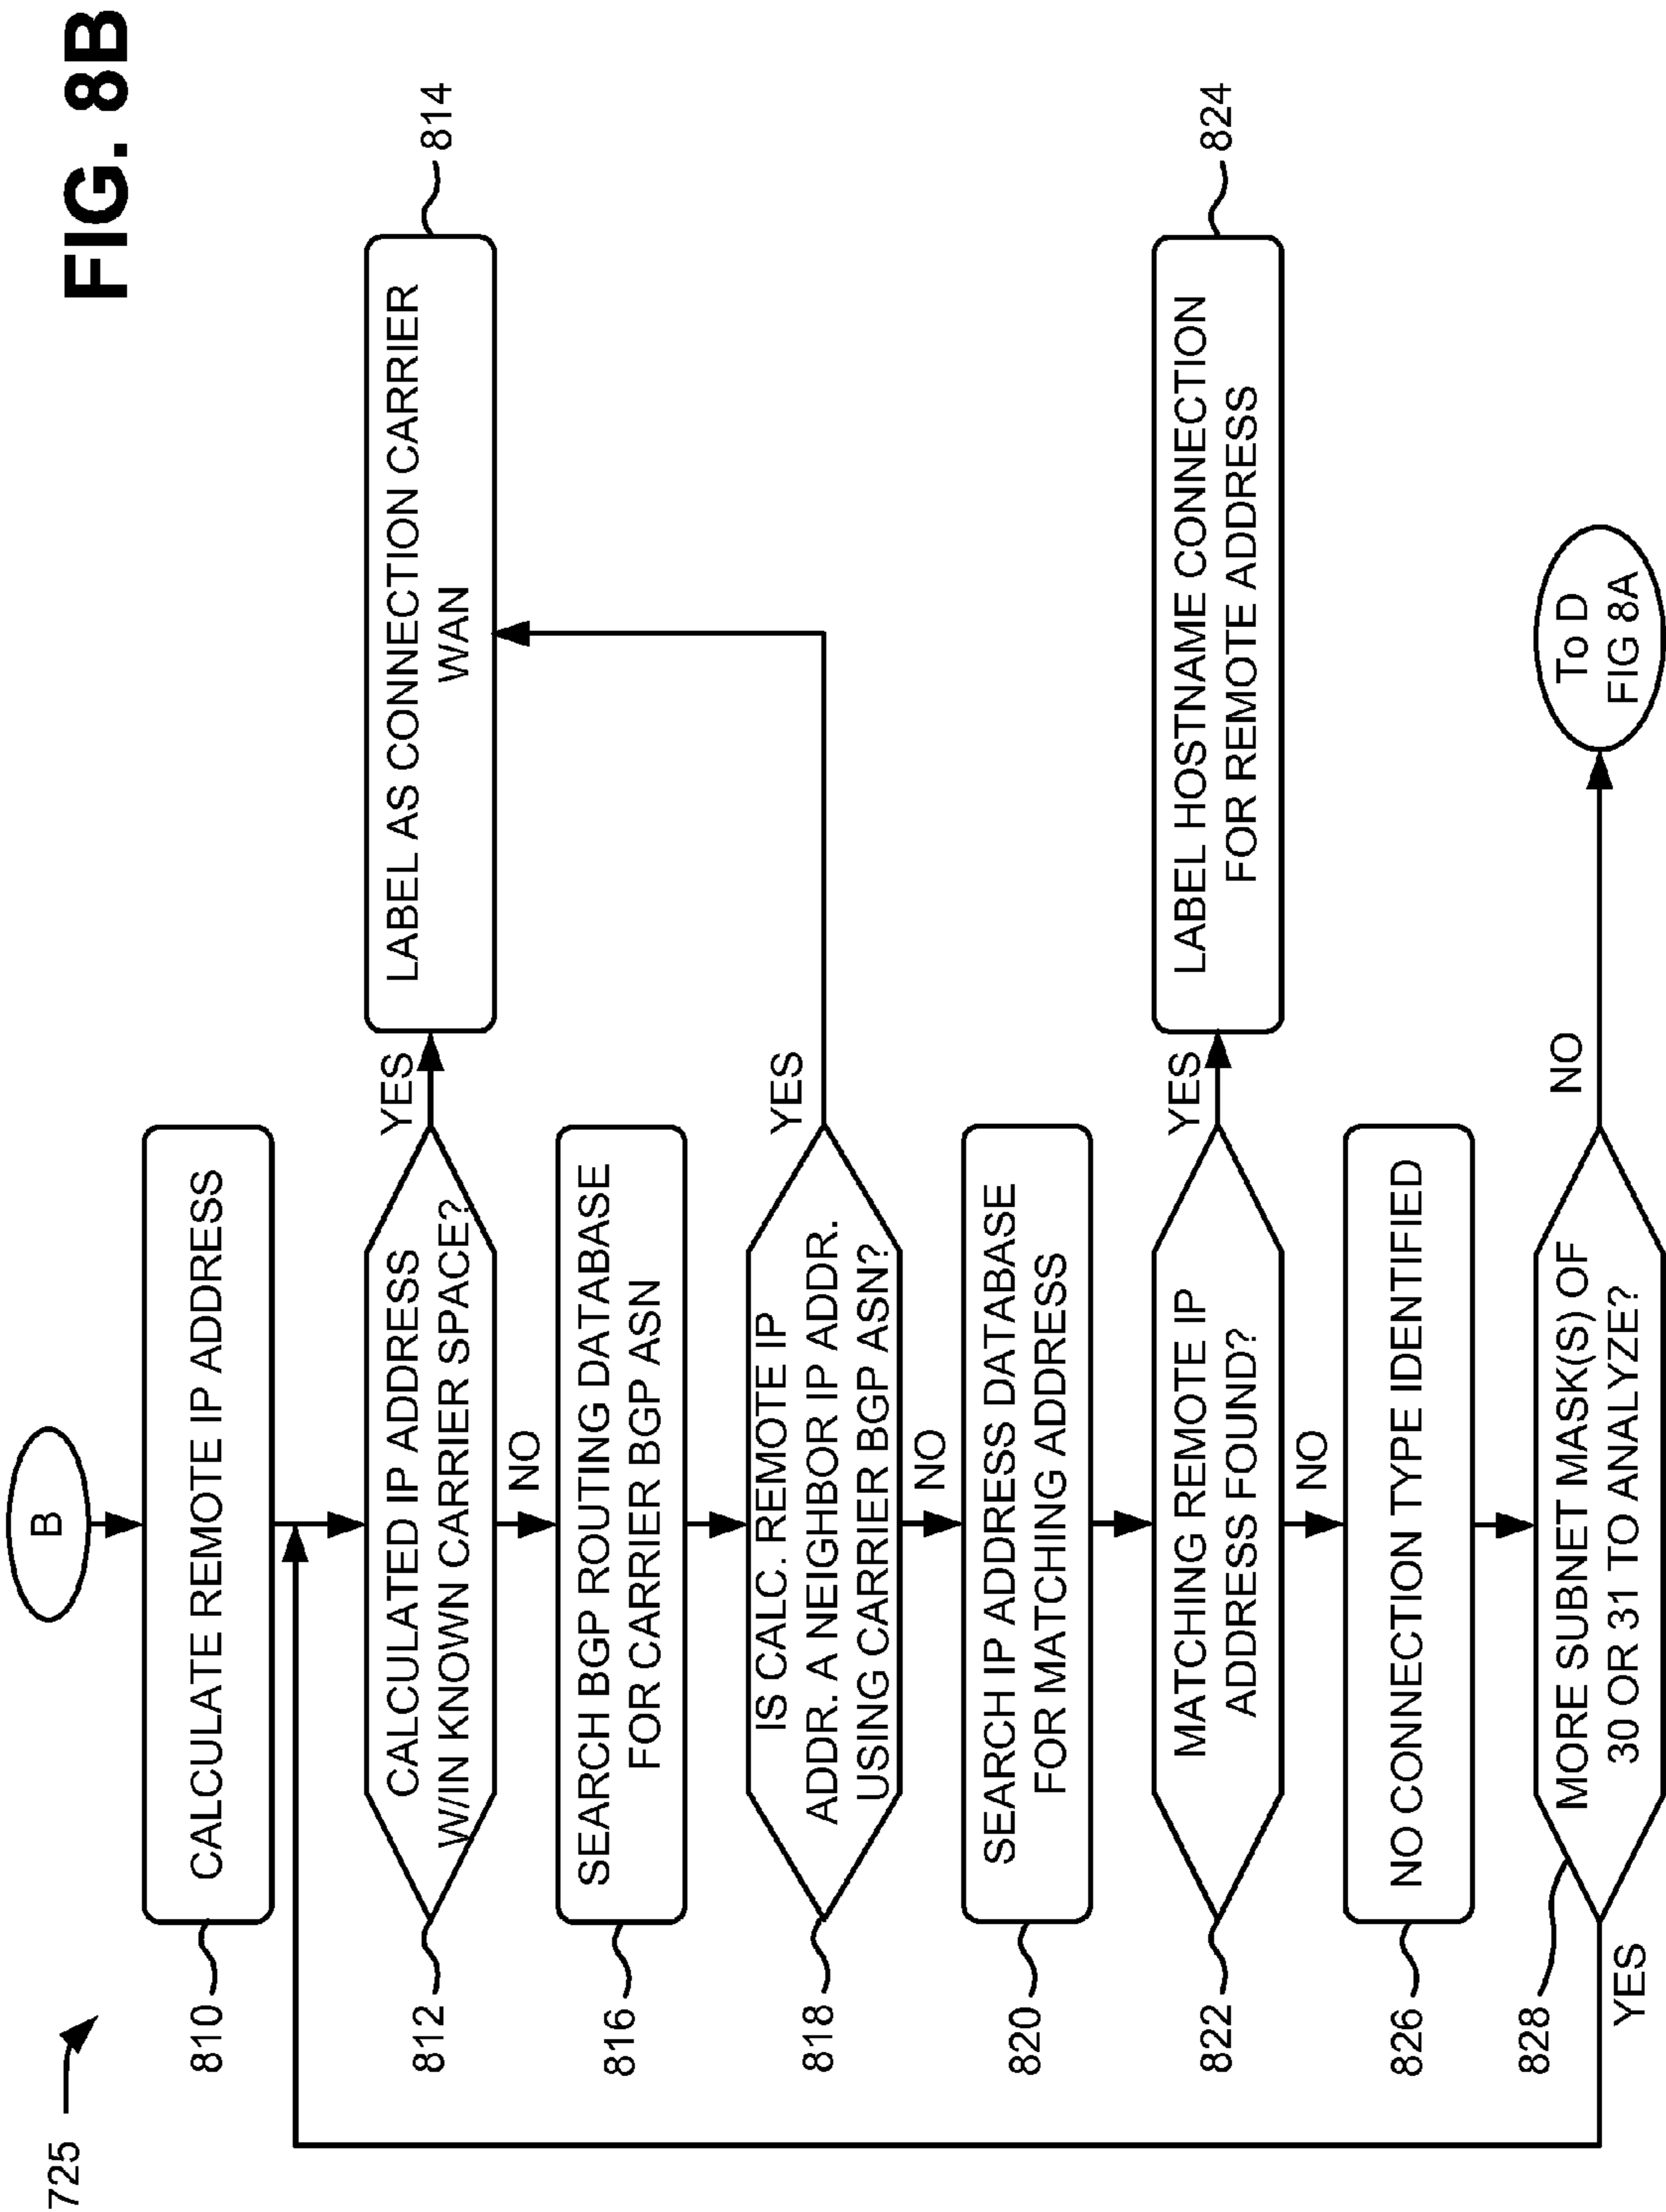 FIG. 8B
725
B
810
CALCULATE REMOTE IP ADDRESS
812
CALCULATED IP ADDRESS
W/IN KNOWN CARRIER SPACE?
YES
LABEL AS CONNECTION CARRIER
WAN
814
NO
816
SEARCH BGP ROUTING DATABASE
FOR CARRIER BGP ASN
818
IS CALC. REMOTE IP
ADDR. A NEIGHBOR IP ADDR.
USING CARRIER BGP ASN?
YES
NO
820
SEARCH IP ADDRESS DATABASE
FOR MATCHING ADDRESS
822
MATCHING REMOTE IP
ADDRESS FOUND?
YES
LABEL HOSTNAME CONNECTION
FOR REMOTE ADDRESS
824
NO
826
NO CONNECTION TYPE IDENTIFIED
828
MORE SUBNET MASK(S) OF
30 OR 31 TO ANALYZE?
YES
NO
To D
FIG 8A